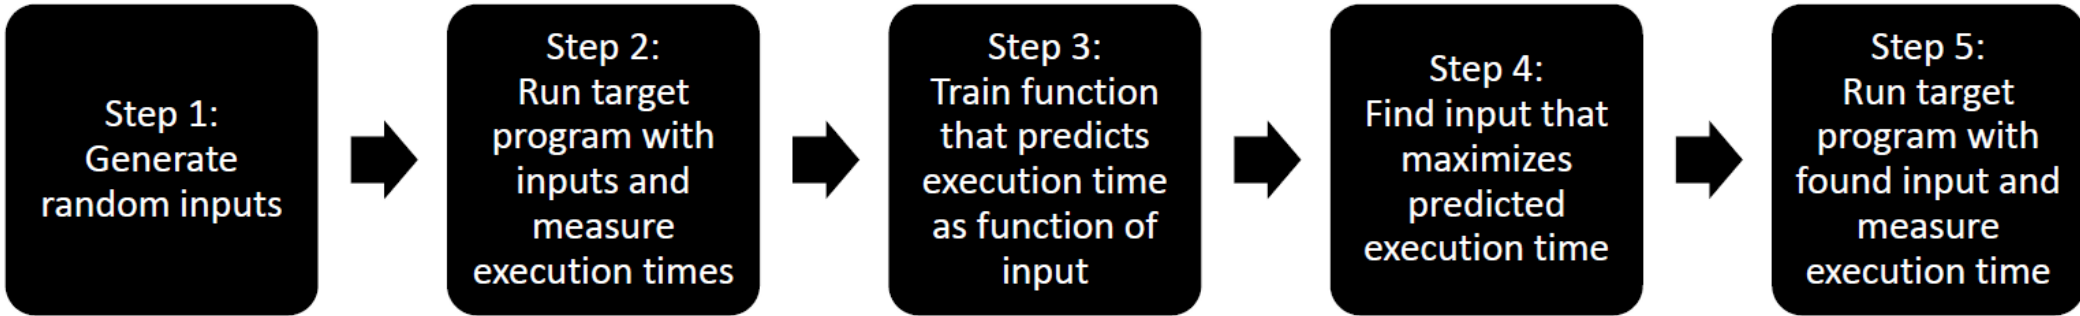 Step 1:
Generate
random inputs
Step 2:
Run target
program with
inputs and
measure
execution times
Step 3:
Train function
that predicts
execution time
as function of
input
Step 4:
Find input that
maximizes
predicted
execution time
Step 5:
Run target
program with
found input and
measure
execution time